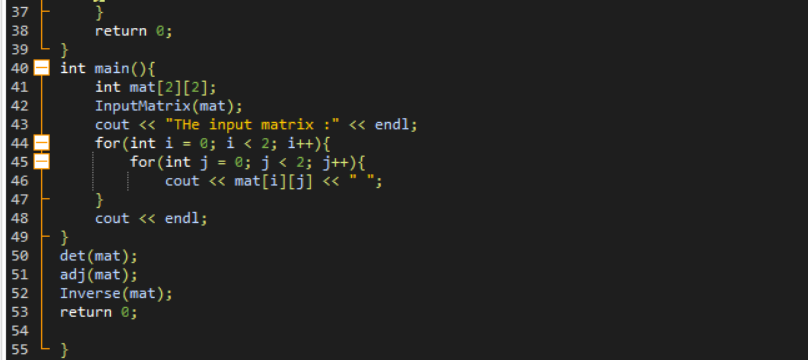 37 }
38 return 0;
39 }
40 int main(){
41 int mat[2][2];
42 InputMatrix(mat);
43 cout << "THe input matrix :" << endl;
44 for(int i = 0; i < 2; i++){
45 for(int j = 0; j < 2; j++){
46 cout << mat[i][j] << " ";
47 }
48 cout << endl;
49 }
50 det(mat);
51 adj(mat);
52 Inverse(mat);
53 return 0;
54
55 }